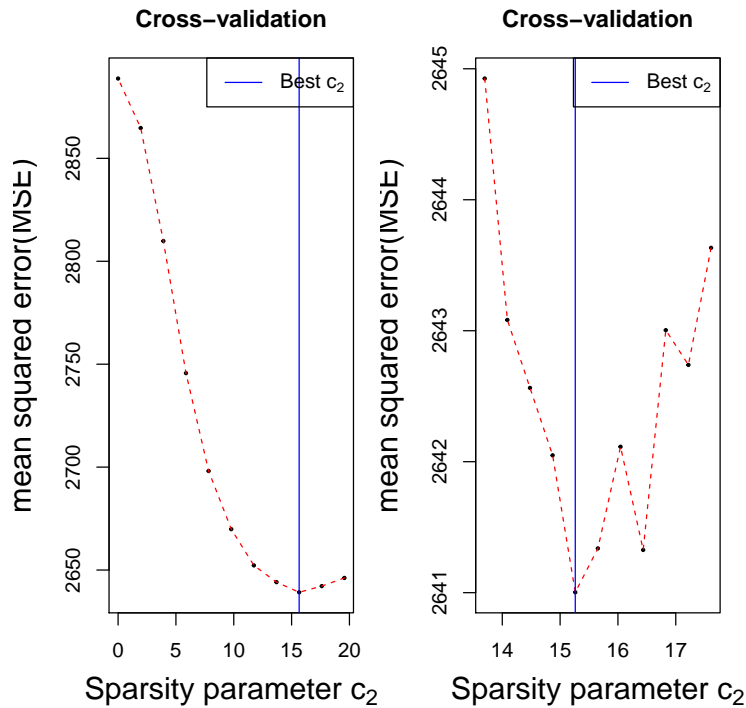 Cross−validation
Best c2
mean squared error(MSE)
2650 2700 2750 2800 2850
0 5 10 15 20
Sparsity parameter c2
Cross−validation
Best c2
mean squared error(MSE)
2641 2642 2643 2644 2645
14 15 16 17
Sparsity parameter c2